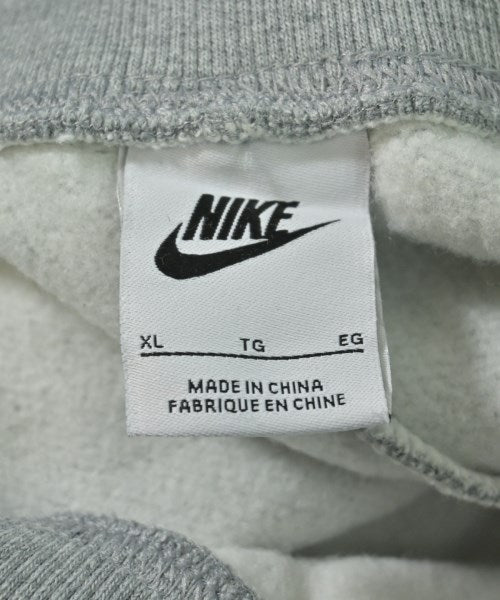 NIKE
XL TG EG
MADE IN CHINA
FABRIQUE EN CHINE